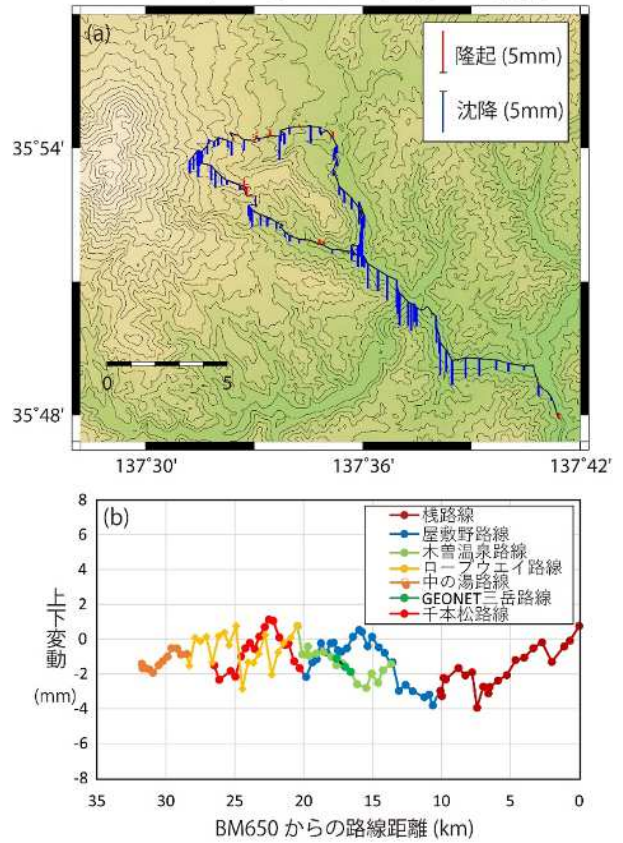 (a)
隆起 (5mm)
沈降 (5mm)
35°54'
0 5
35°48'
137°30' 137°36' 137°42'
(b)
8
6
4
2
0
-2
-4
-6
-8
上下変動
(mm)
桟路線
屋敷野路線
木曽温泉路線
ロープウエイ路線
中の湯路線
GEONET三岳路線
千本松路線
35 30 25 20 15 10 5 0
BM650 からの路線距離 (km)